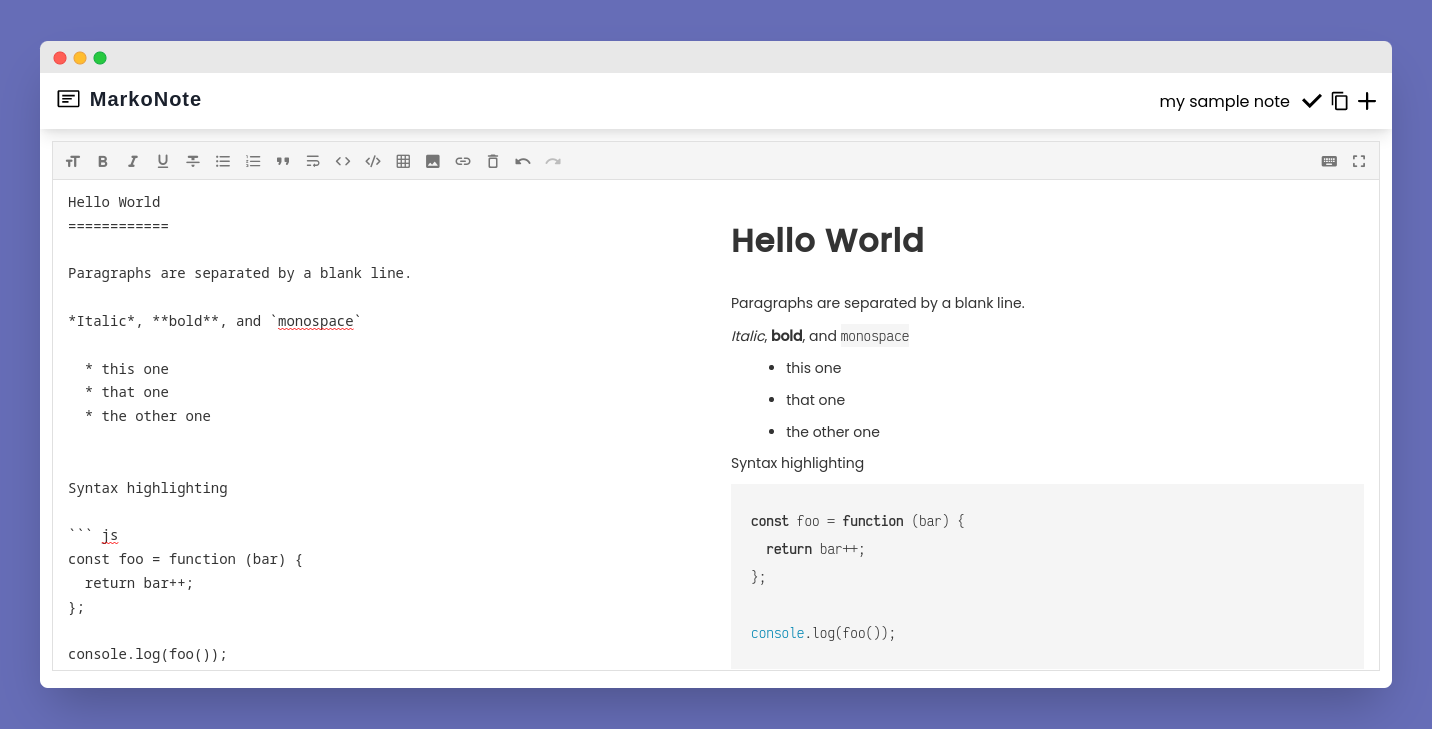 MarkoNote
my sample note
Hello World
============
Paragraphs are separated by a blank line.
*Italic*, **bold**, and `monospace`
* this one
* that one
* the other one
Syntax highlighting
``` js
const foo = function (bar) {
return bar++;
};
console.log(foo());
Hello World
Paragraphs are separated by a blank line.
Italic, bold, and monospace
• this one
• that one
• the other one
Syntax highlighting
const foo = function (bar) {
return bar++;
};
console.log(foo());